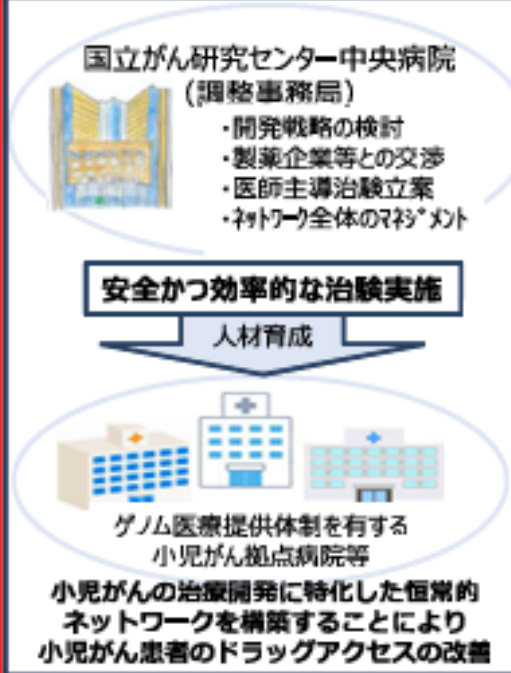 国立がん研究センター中央病院
(調整事務局)
・開発戦略の検討
・製薬企業等との交渉
・医師主導治験立案
・ネットワーク全体のマネジメント
安全かつ効率的な治験実施
人材育成
ゲノム医療提供体制を有する
小児がん拠点病院等
小児がんの治療開発に特化した恒常的
ネットワークを構築することにより
小児がん患者のドラッグアクセスの改善